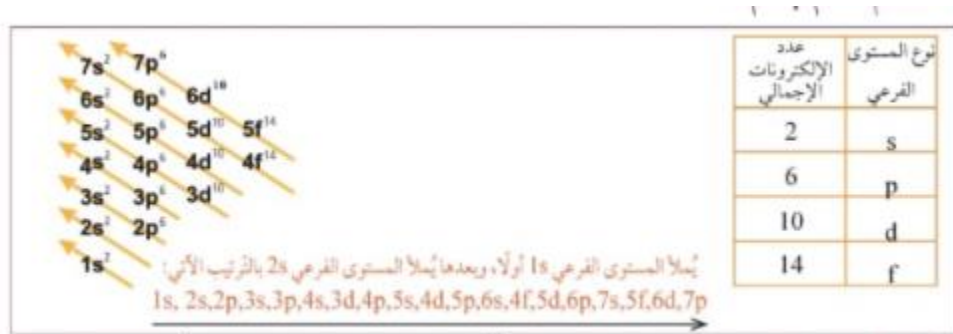 7s² 7p⁶
6s² 6p⁶ 6d¹⁰
5s² 5p⁶ 5d¹⁰ 5f¹⁴
4s² 4p⁶ 4d¹⁰ 4f¹⁴
3s² 3p⁶ 3d¹⁰
2s² 2p⁶
1s²
يُملأ المستوى الفرعي 1s أولًا، وبعدها يُملأ المستوى الفرعي 2s بالترتيب الآتي:
1s, 2s,2p,3s,3p,4s,3d,4p,5s,4d,5p,6s,4f,5d,6p,7s,5f,6d,7p
نوع المستوى الفرعي عدد الإلكترونات الإجمالي
s 2
p 6
d 10
f 14